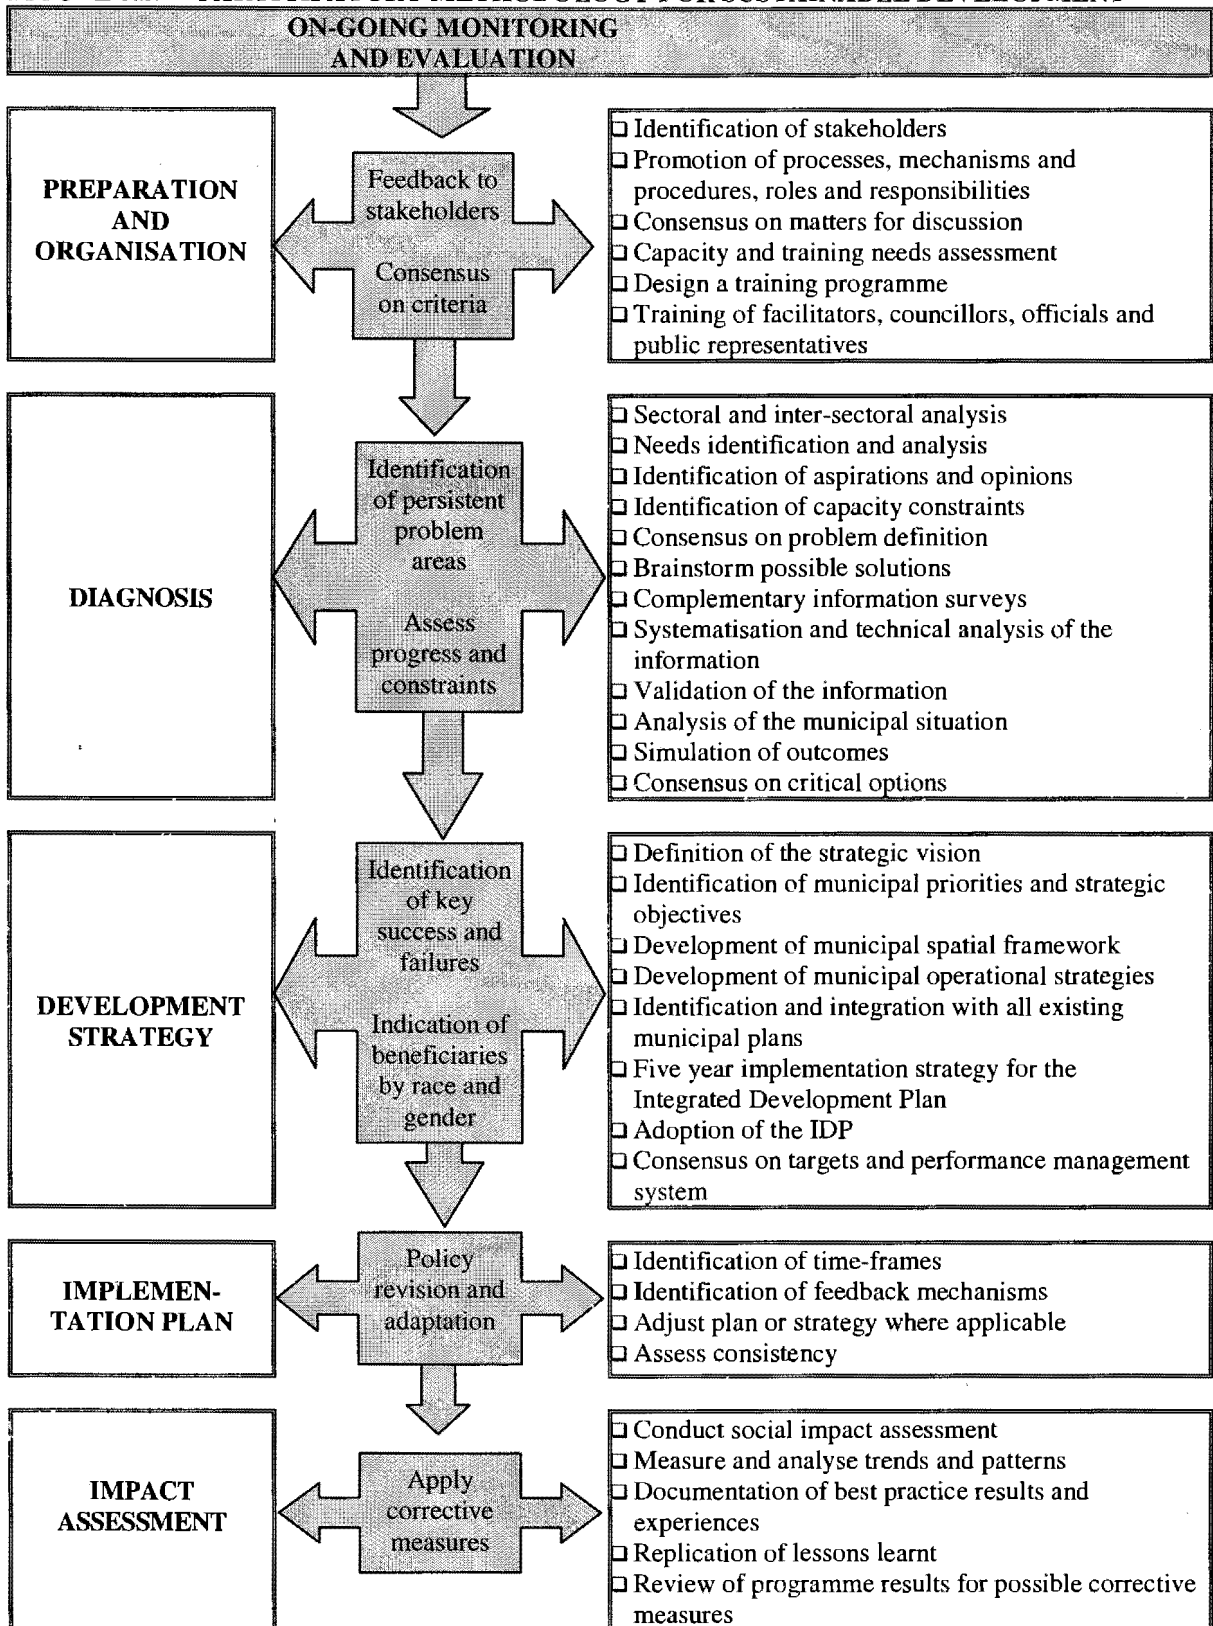 METHODOLOGY FOR SUSTAINABLE DEVELOPMENT
ON-GOING MONITORING
AND EVALUATION
PREPARATION
AND
ORGANISATION
Feedback to
stakeholders
Consensus
on criteria
❑ Identification of stakeholders
❑ Promotion of processes, mechanisms and
procedures, roles and responsibilities
❑ Consensus on matters for discussion
❑ Capacity and training needs assessment
❑ Design a training programme
❑ Training of facilitators, councillors, officials and
public representatives
DIAGNOSIS
Identification
of persistent
problem
areas
Assess
progress and
constraints
❑ Sectoral and inter-sectoral analysis
❑ Needs identification and analysis
❑ Identification of aspirations and opinions
❑ Identification of capacity constraints
❑ Consensus on problem definition
❑ Brainstorm possible solutions
❑ Complementary information surveys
❑ Systematisation and technical analysis of the
information
❑ Validation of the information
❑ Analysis of the municipal situation
❑ Simulation of outcomes
❑ Consensus on critical options
DEVELOPMENT
STRATEGY
Identification
of key
success and
failures
Indication of
beneficiaries
by race and
gender
❑ Definition of the strategic vision
❑ Identification of municipal priorities and strategic
objectives
❑ Development of municipal spatial framework
❑ Development of municipal operational strategies
❑ Identification and integration with all existing
municipal plans
❑ Five year implementation strategy for the
Integrated Development Plan
❑ Adoption of the IDP
❑ Consensus on targets and performance management
system
IMPLEMEN-
TATION PLAN
Policy
revision and
adaptation
❑ Identification of time-frames
❑ Identification of feedback mechanisms
❑ Adjust plan or strategy where applicable
❑ Assess consistency
IMPACT
ASSESSMENT
Apply
corrective
measures
❑ Conduct social impact assessment
❑ Measure and analyse trends and patterns
❑ Documentation of best practice results and
experiences
❑ Replication of lessons learnt
❑ Review of programme results for possible corrective
measures